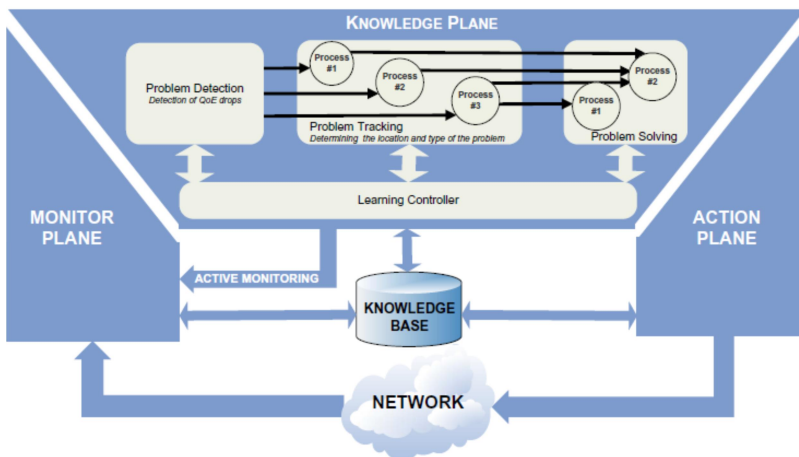 KNOWLEDGE PLANE
Problem Detection
Detection of QoE drops
Process
#1
Process
#2
Process
#3
Problem Tracking
Determining the location and type of the problem
Process
#2
Process
#1
Problem Solving
Learning Controller
MONITOR
PLANE
ACTION
PLANE
ACTIVE MONITORING
KNOWLEDGE
BASE
NETWORK